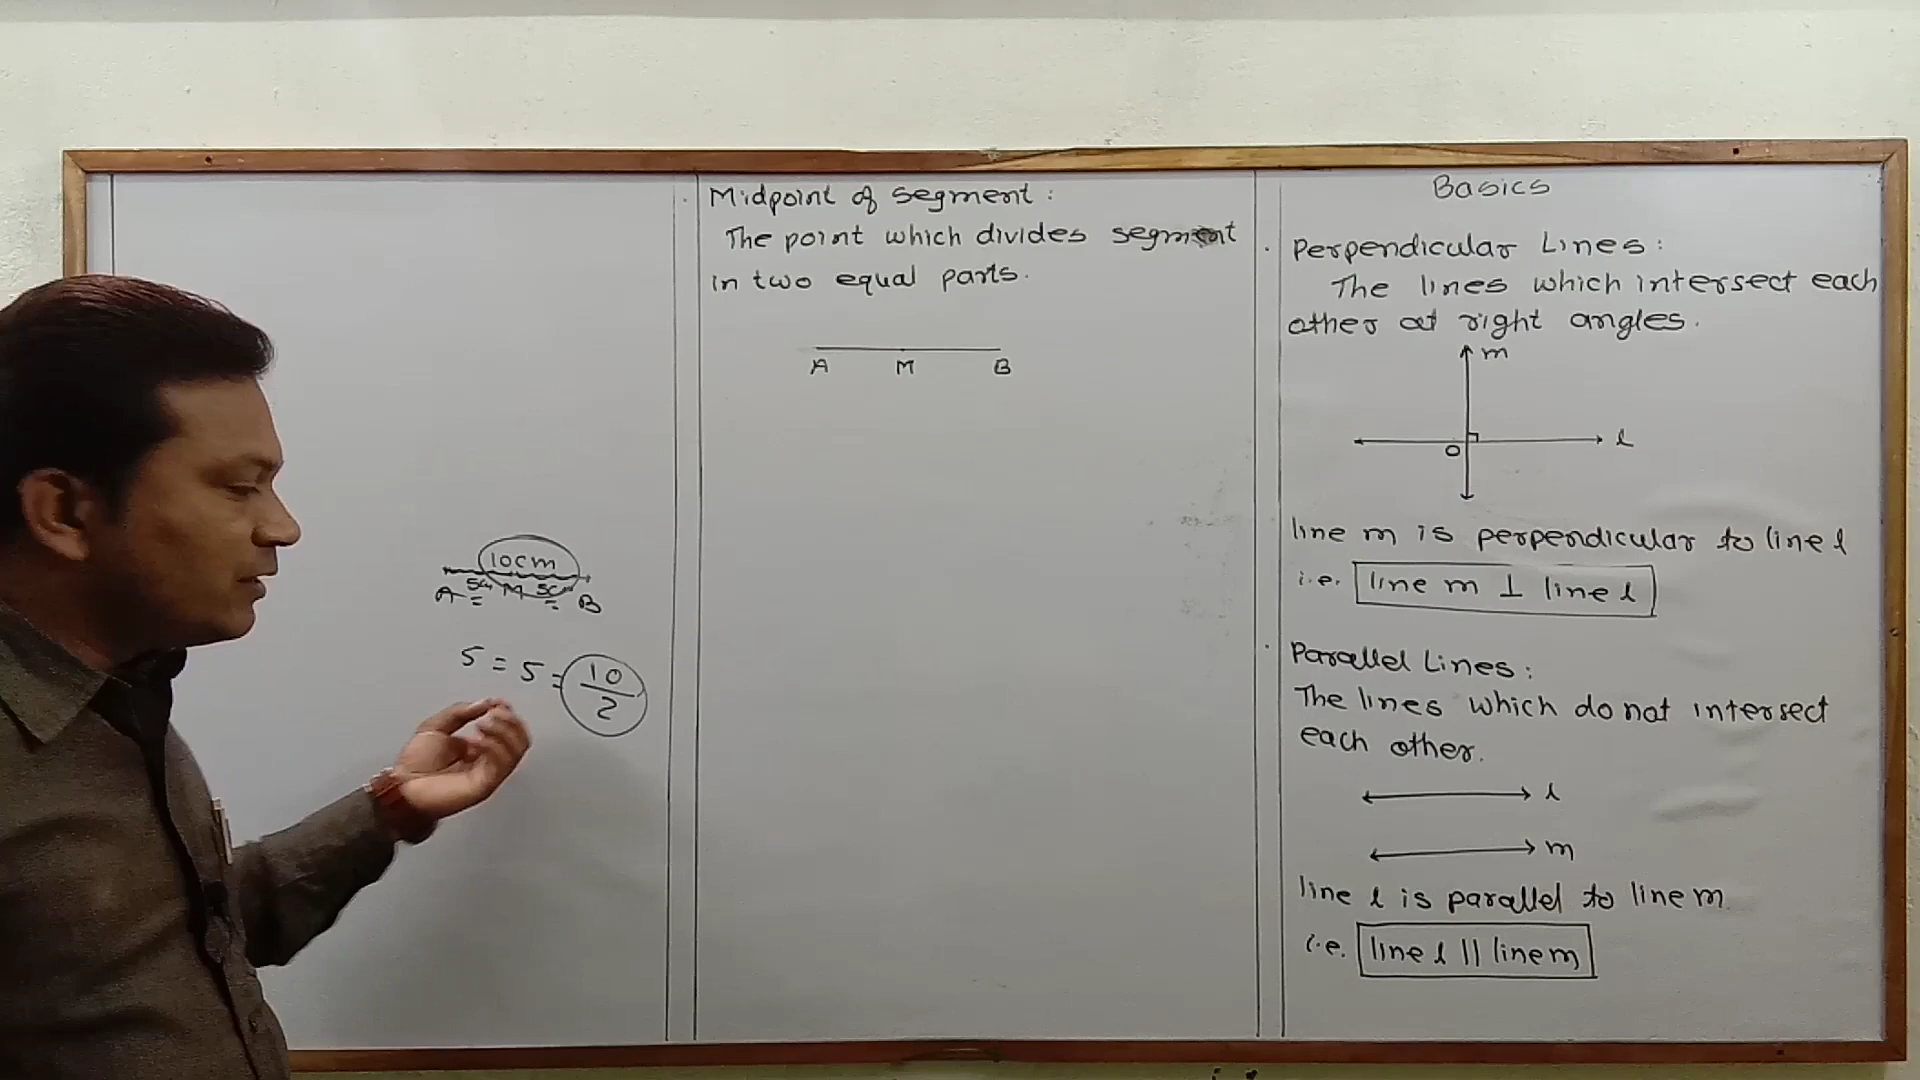 10cm
5cm M 5cm
A B
5 = 5 = 10/2
Midpoint of segment:
The point which divides segment
in two equal parts.
A M B
Basics
Perpendicular Lines:
The lines which intersect each
other at right angles.
m
l
O
line m is perpendicular to line l
i.e. line m ⊥ line l
Parallel Lines:
The lines which do not intersect
each other.
l
m
line l is parallel to line m
i.e. line l || line m